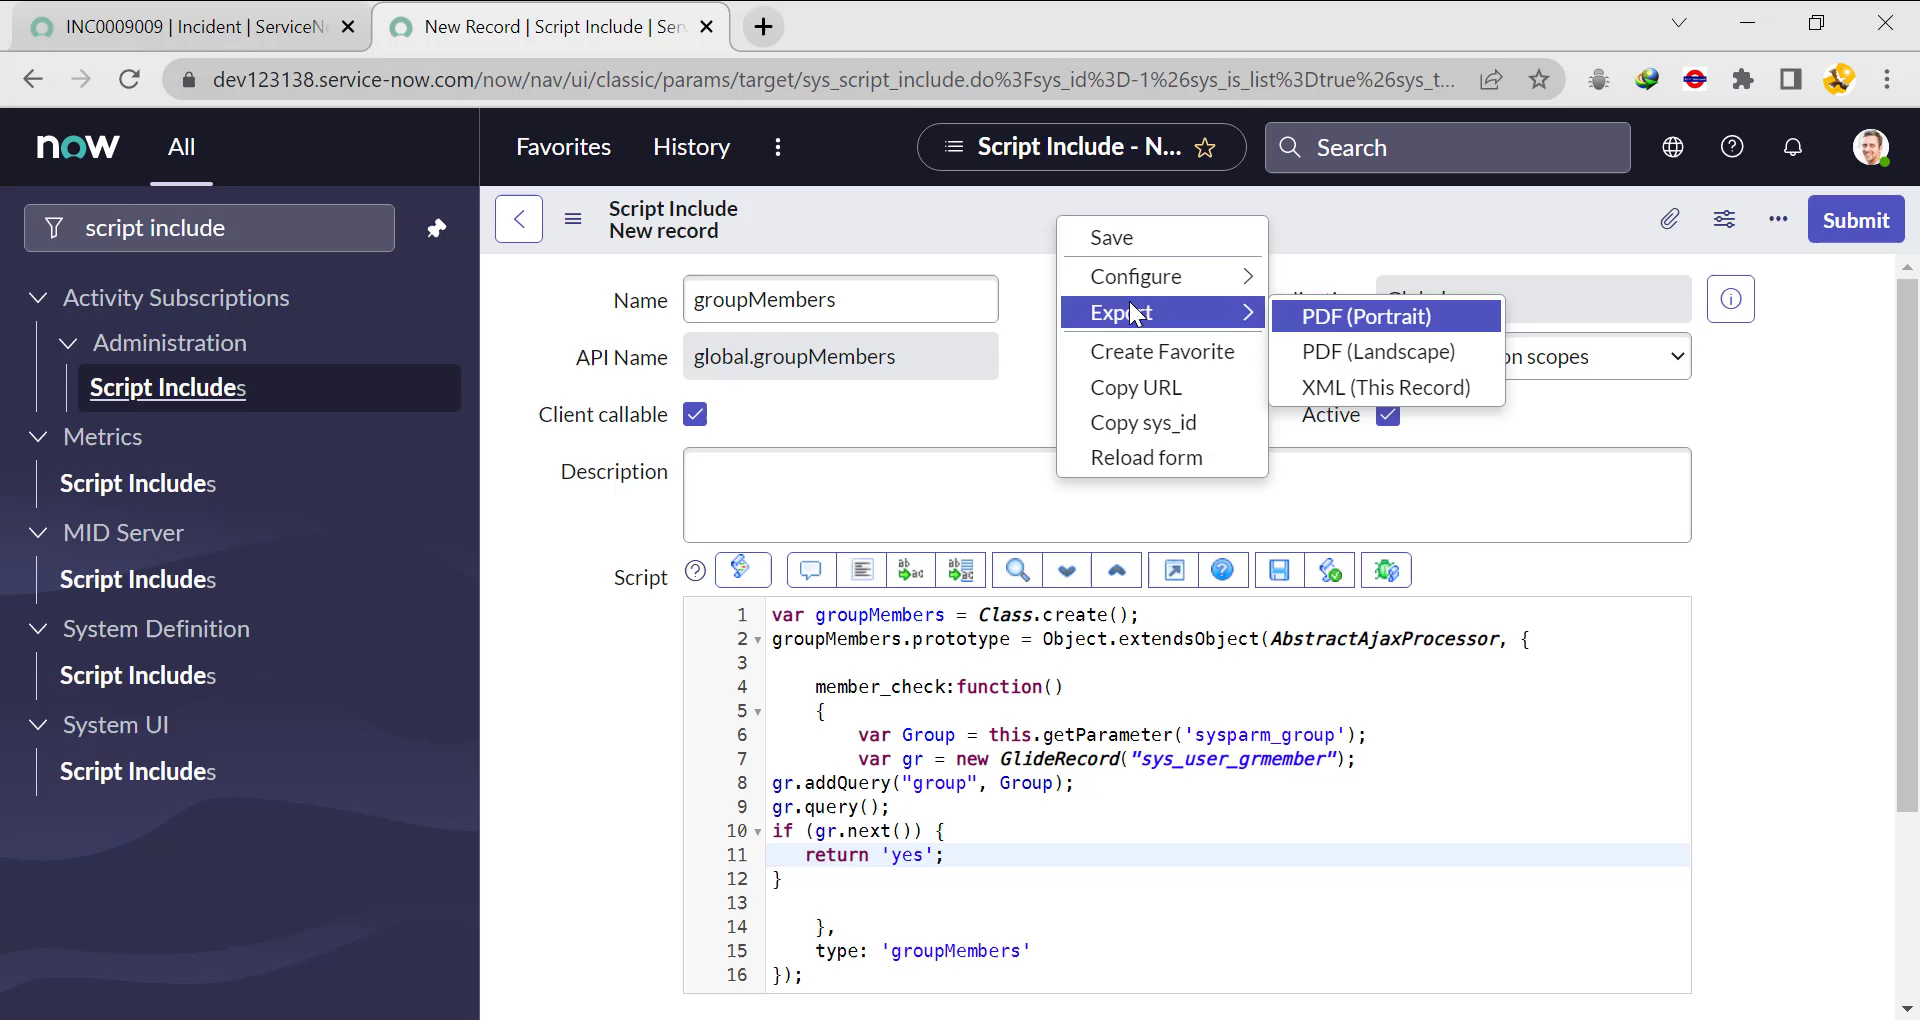 INC0009009 | Incident | ServiceN
New Record | Script Include | Ser
dev123138.service-now.com/now/nav/ui/classic/params/target/sys_script_include.do%3Fsys_id%3D-1%26sys_is_list%3Dtrue%26sys_t...
now
All
Favorites
History
Script Include - N...
Search
script include
Script Include
New record
Submit
Activity Subscriptions
Administration
Script Includes
Metrics
Script Includes
MID Server
Script Includes
System Definition
Script Includes
System UI
Script Includes
Name
groupMembers
API Name
global.groupMembers
Client callable
Save
Configure
Export
Create Favorite
Copy URL
Copy sys_id
Reload form
PDF (Portrait)
PDF (Landscape)
XML (This Record)
scopes
Active
Description
Script
1 var groupMembers = Class.create();
2 groupMembers.prototype = Object.extendsObject(AbstractAjaxProcessor, {
3
4 member_check:function()
5 {
6 var Group = this.getParameter('sysparm_group');
7 var gr = new GlideRecord("sys_user_grmember");
8 gr.addQuery("group", Group);
9 gr.query();
10 if (gr.next()) {
11 return 'yes';
12 }
13
14 },
15 type: 'groupMembers'
16 });